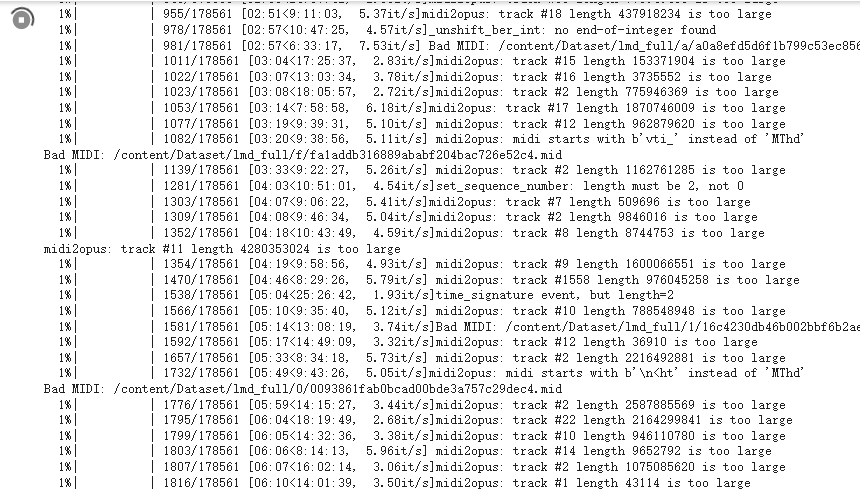 1%| | 955/178561 [02:51<9:11:03, 5.37it/s]midi2opus: track #18 length 437918234 is too large
1%| | 978/178561 [02:57<10:47:25, 4.57it/s]_unshift_ber_int: no end-of-integer found
1%| | 981/178561 [02:57<6:33:17, 7.53it/s] Bad MIDI: /content/Dataset/lmd_full/a/a0a8efd5d6f1b799c53ec856
1%| | 1011/178561 [03:04<17:25:37, 2.83it/s]midi2opus: track #15 length 153371904 is too large
1%| | 1022/178561 [03:07<13:03:34, 3.78it/s]midi2opus: track #16 length 3735552 is too large
1%| | 1023/178561 [03:08<18:05:57, 2.72it/s]midi2opus: track #2 length 775946369 is too large
1%| | 1053/178561 [03:14<7:58:58, 6.18it/s]midi2opus: track #17 length 1870746009 is too large
1%| | 1077/178561 [03:19<9:39:31, 5.10it/s]midi2opus: track #12 length 962879620 is too large
1%| | 1082/178561 [03:20<9:38:56, 5.11it/s]midi2opus: midi starts with b'\vti_' instead of 'MThd'
Bad MIDI: /content/Dataset/lmd_full/f/fa1addb316889ababf204bac726e52c4.mid
1%| | 1139/178561 [03:33<9:22:27, 5.26it/s]midi2opus: track #2 length 1162761285 is too large
1%| | 1281/178561 [04:03<10:51:01, 4.54it/s]set_sequence_number: length must be 2, not 0
1%| | 1303/178561 [04:07<9:06:22, 5.41it/s]midi2opus: track #7 length 509696 is too large
1%| | 1309/178561 [04:08<9:46:34, 5.04it/s]midi2opus: track #2 length 9846016 is too large
1%| | 1352/178561 [04:18<10:43:49, 4.59it/s]midi2opus: track #8 length 8744753 is too large
midi2opus: track #11 length 4280353024 is too large
1%| | 1354/178561 [04:19<9:58:56, 4.93it/s]midi2opus: track #9 length 1600066551 is too large
1%| | 1470/178561 [04:46<8:29:26, 5.79it/s]midi2opus: track #1558 length 976045258 is too large
1%| | 1538/178561 [05:04<25:26:42, 1.93it/s]time_signature event, but length=2
1%| | 1566/178561 [05:10<9:35:40, 5.12it/s]midi2opus: track #10 length 788548948 is too large
1%| | 1581/178561 [05:14<13:08:19, 3.74it/s]Bad MIDI: /content/Dataset/lmd_full/1/16c4230db46b002bbf6b2ae
1%| | 1592/178561 [05:17<14:49:09, 3.32it/s]midi2opus: track #12 length 36910 is too large
1%| | 1657/178561 [05:33<8:34:18, 5.73it/s]midi2opus: track #2 length 2216492881 is too large
1%| | 1732/178561 [05:49<9:43:26, 5.05it/s]midi2opus: midi starts with b'\n<ht' instead of 'MThd'
Bad MIDI: /content/Dataset/lmd_full/0/0093861fab0bcad00bde3a757c29dec4.mid
1%| | 1776/178561 [05:59<14:15:27, 3.44it/s]midi2opus: track #2 length 2587885569 is too large
1%| | 1795/178561 [06:04<18:19:49, 2.68it/s]midi2opus: track #22 length 2164299841 is too large
1%| | 1799/178561 [06:05<14:32:36, 3.38it/s]midi2opus: track #10 length 946110780 is too large
1%| | 1803/178561 [06:06<8:14:13, 5.96it/s]midi2opus: track #14 length 9652792 is too large
1%| | 1807/178561 [06:07<16:02:14, 3.06it/s]midi2opus: track #2 length 1075085620 is too large
1%| | 1816/178561 [06:10<14:01:39, 3.50it/s]midi2opus: track #1 length 43114 is too large